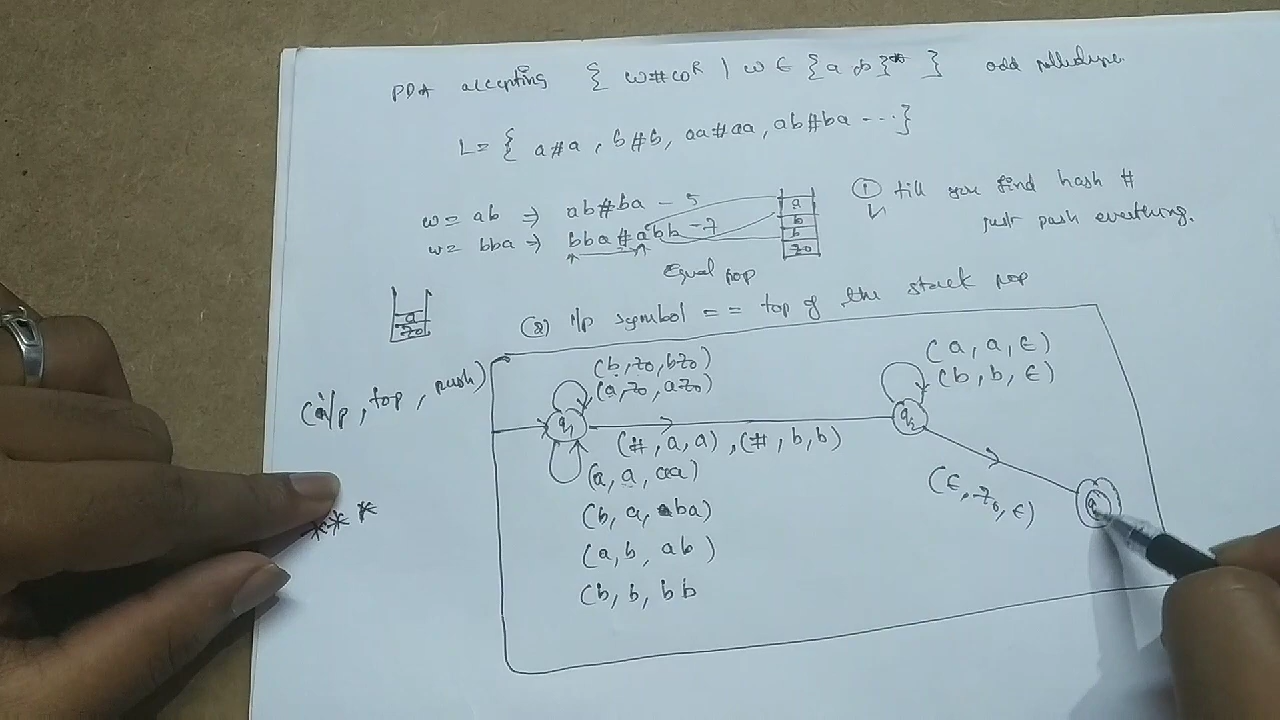 PDA accepting { w#wR | w ∈ {a,b}* } odd pallidrome
L = { a#a , b#b, aa#aa, ab#ba --- }
w = ab ⇒ ab#ba - 5
w = bba ⇒ bba#abb - 7
Equal pop
a
b
b
z0
① till you find hash #
just push everything.
a
z0
(2) i/p symbol == top of the stack pop
(i/p, top, push)
(b, z0, bz0)
(a, z0, az0)
q1
(#, a, a) , (#, b, b)
(a, a, aa)
(b, a, ba)
(a, b, ab)
(b, b, bb
(a, a, ∈)
(b, b, ∈)
q2
(∈, z0, ∈)
***